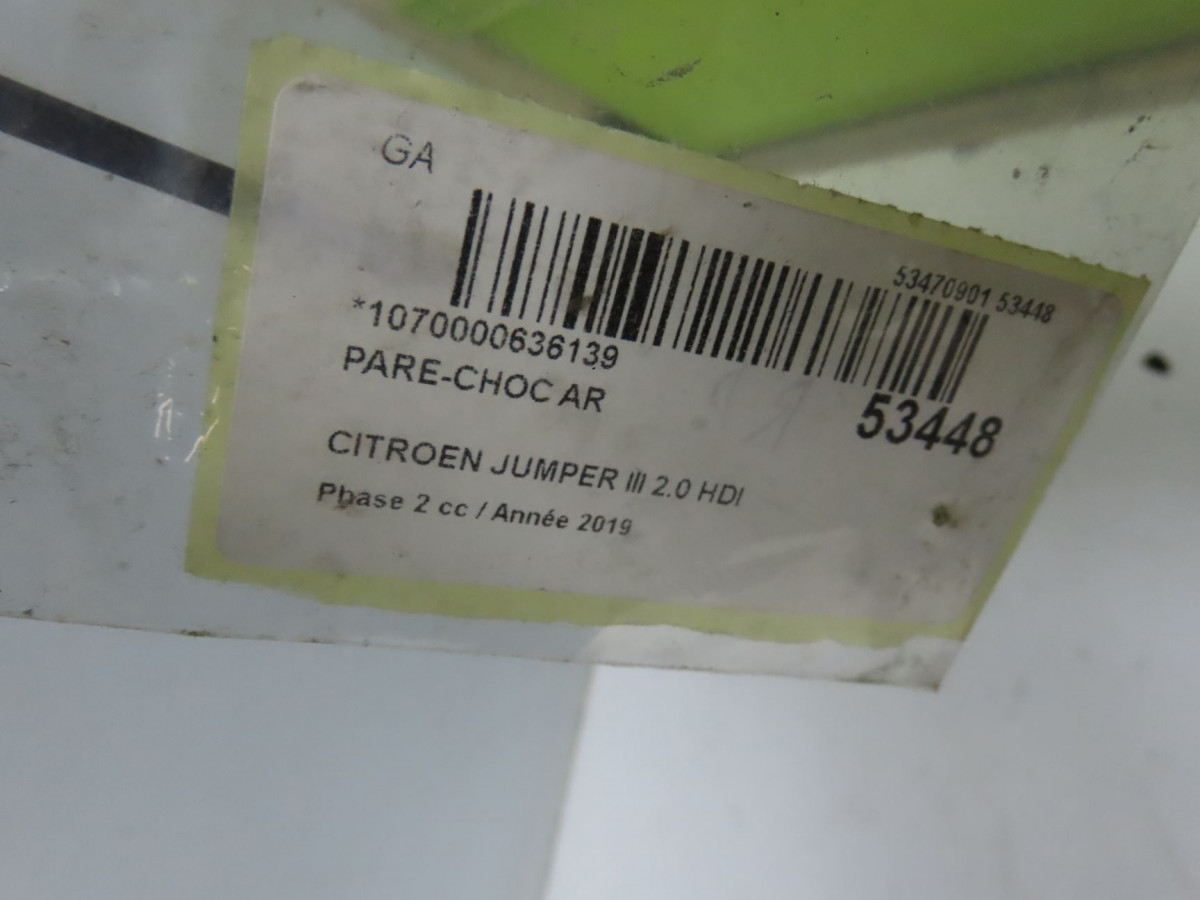 GA
53470901 53448
*1070000636139
PARE-CHOC AR
53448
CITROEN JUMPER III 2.0 HDI
Phase 2 cc / Année 2019